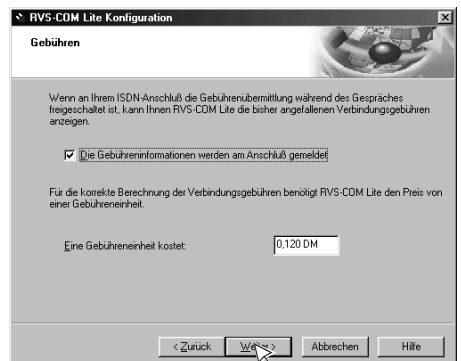 RVS-COM Lite Konfiguration
Gebühren
Wenn an Ihrem ISDN-Anschluß die Gebührenübermittlung während des Gespräches
freigeschaltet ist, kann Ihnen RVS-COM Lite die bisher angefallenen Verbindungsgebühren
anzeigen.
Die Gebühreninformationen werden am Anschluß gemeldet
Für die korrekte Berechnung der Verbindungsgebühren benötigt RVS-COM Lite den Preis von
einer Gebühreneinheit.
Eine Gebühreneinheit kostet: 0,120 DM
< Zurück Weiter > Abbrechen Hilfe